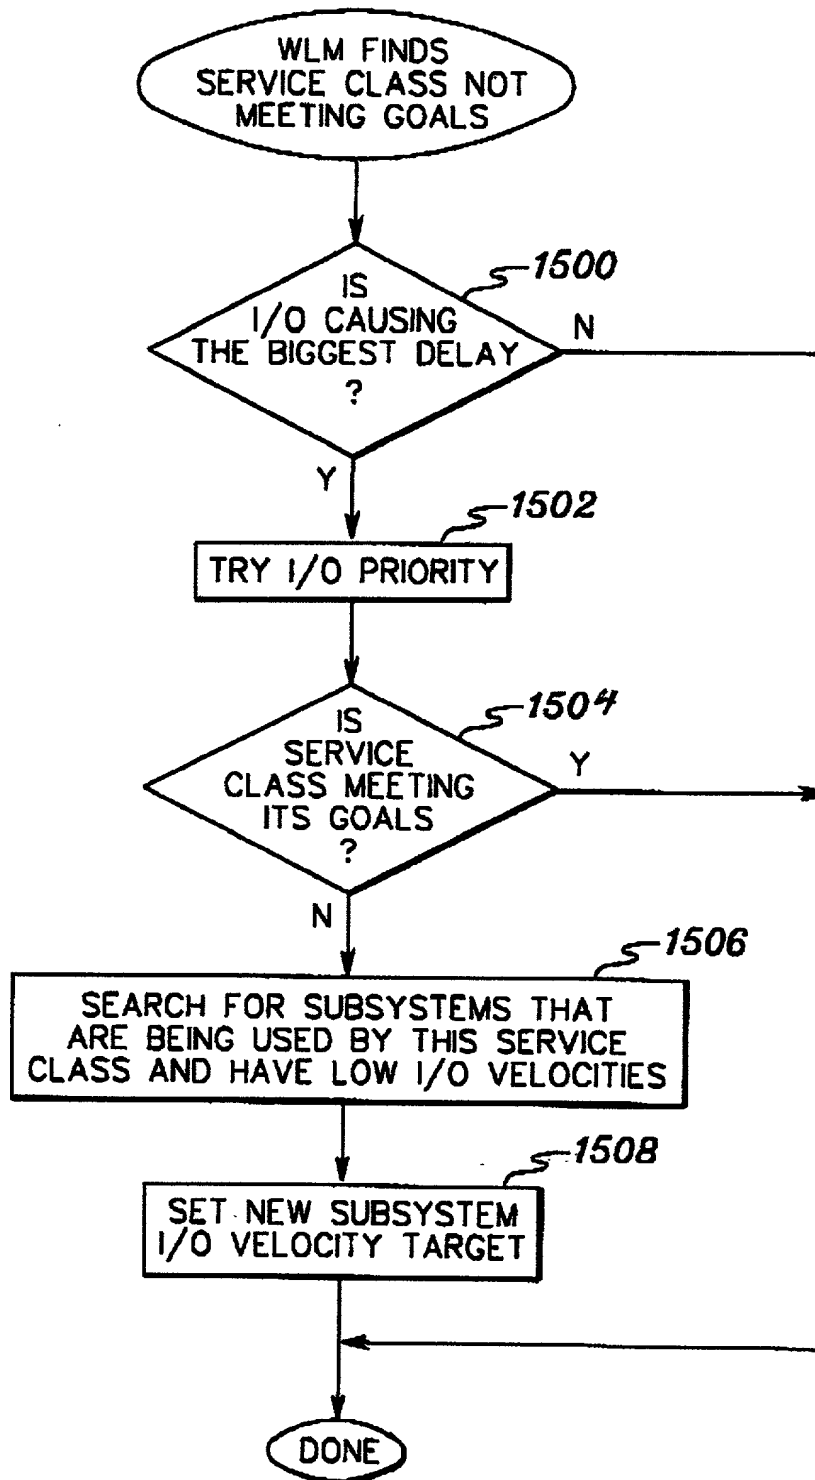 WLM FINDS
SERVICE CLASS NOT
MEETING GOALS
1500
IS
I/O CAUSING
THE BIGGEST DELAY
?
N
Y
1502
TRY I/O PRIORITY
1504
IS
SERVICE
CLASS MEETING
ITS GOALS
?
Y
N
1506
SEARCH FOR SUBSYSTEMS THAT
ARE BEING USED BY THIS SERVICE
CLASS AND HAVE LOW I/O VELOCITIES
1508
SET NEW SUBSYSTEM
I/O VELOCITY TARGET
DONE